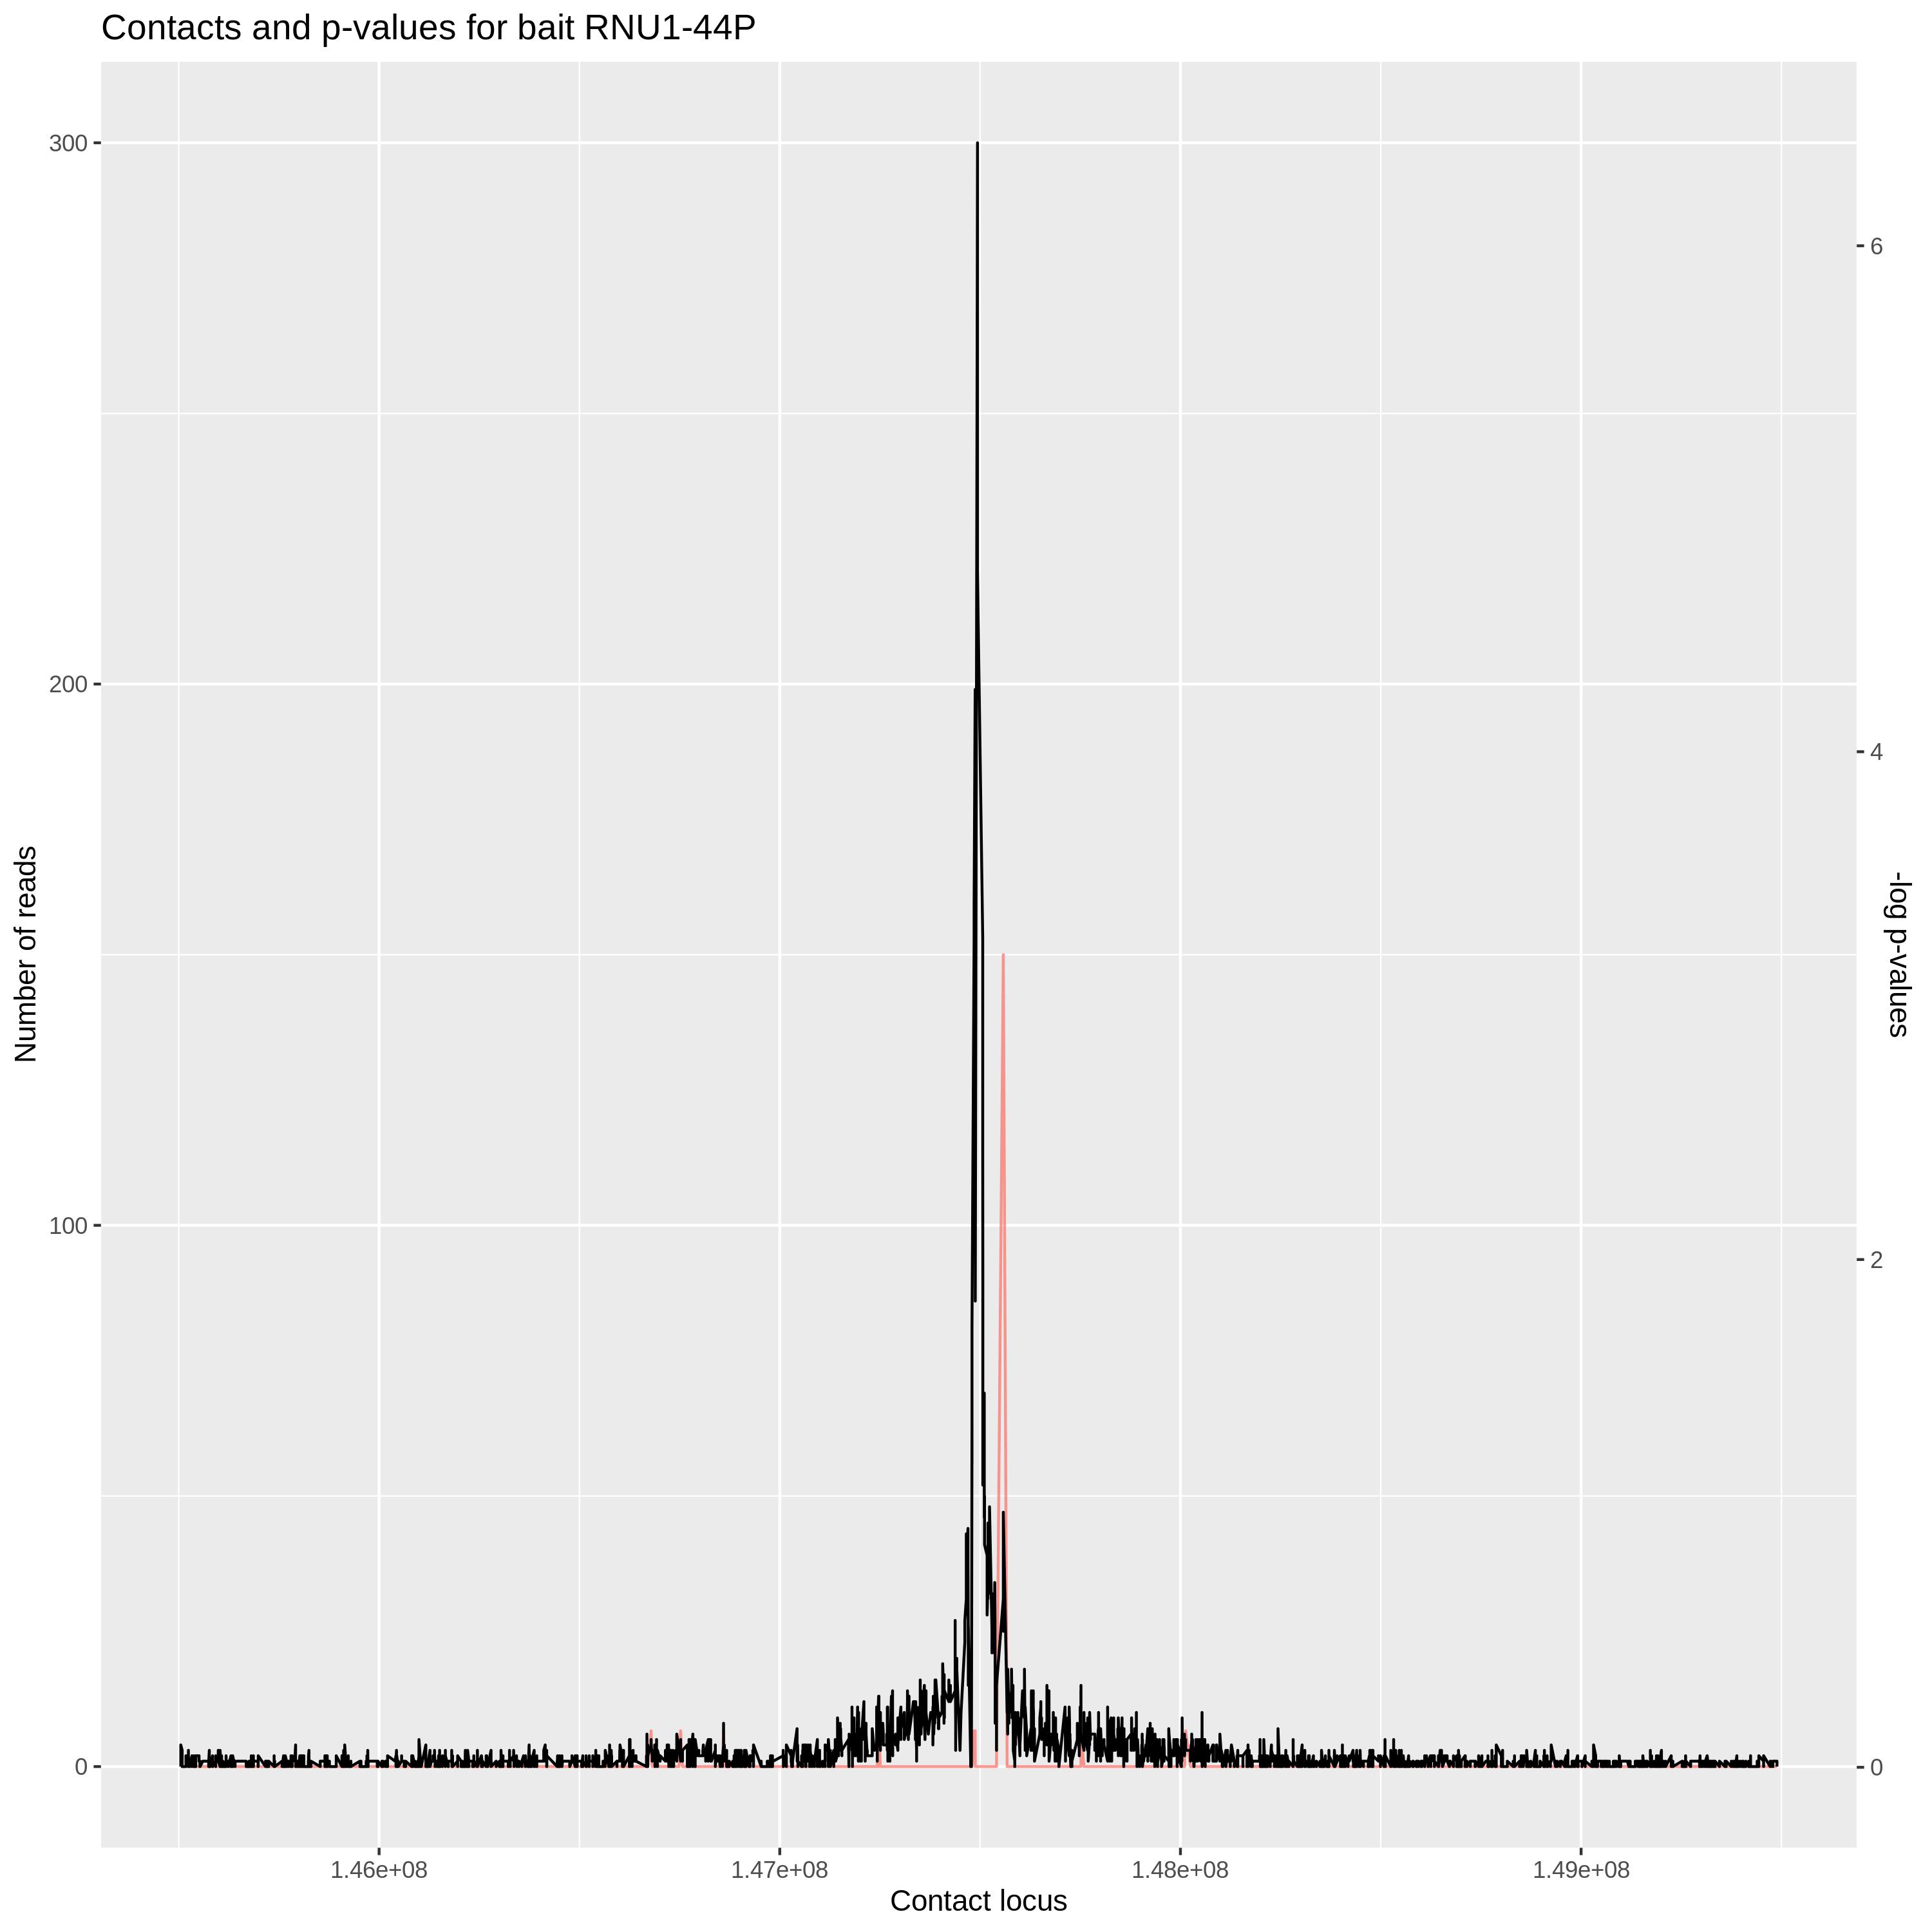 Contacts and p-values for bait RNU1-44P
300
200
100
0
Number of reads
6
4
2
0
-log p-values
1.46e+08
1.47e+08
1.48e+08
1.49e+08
Contact locus